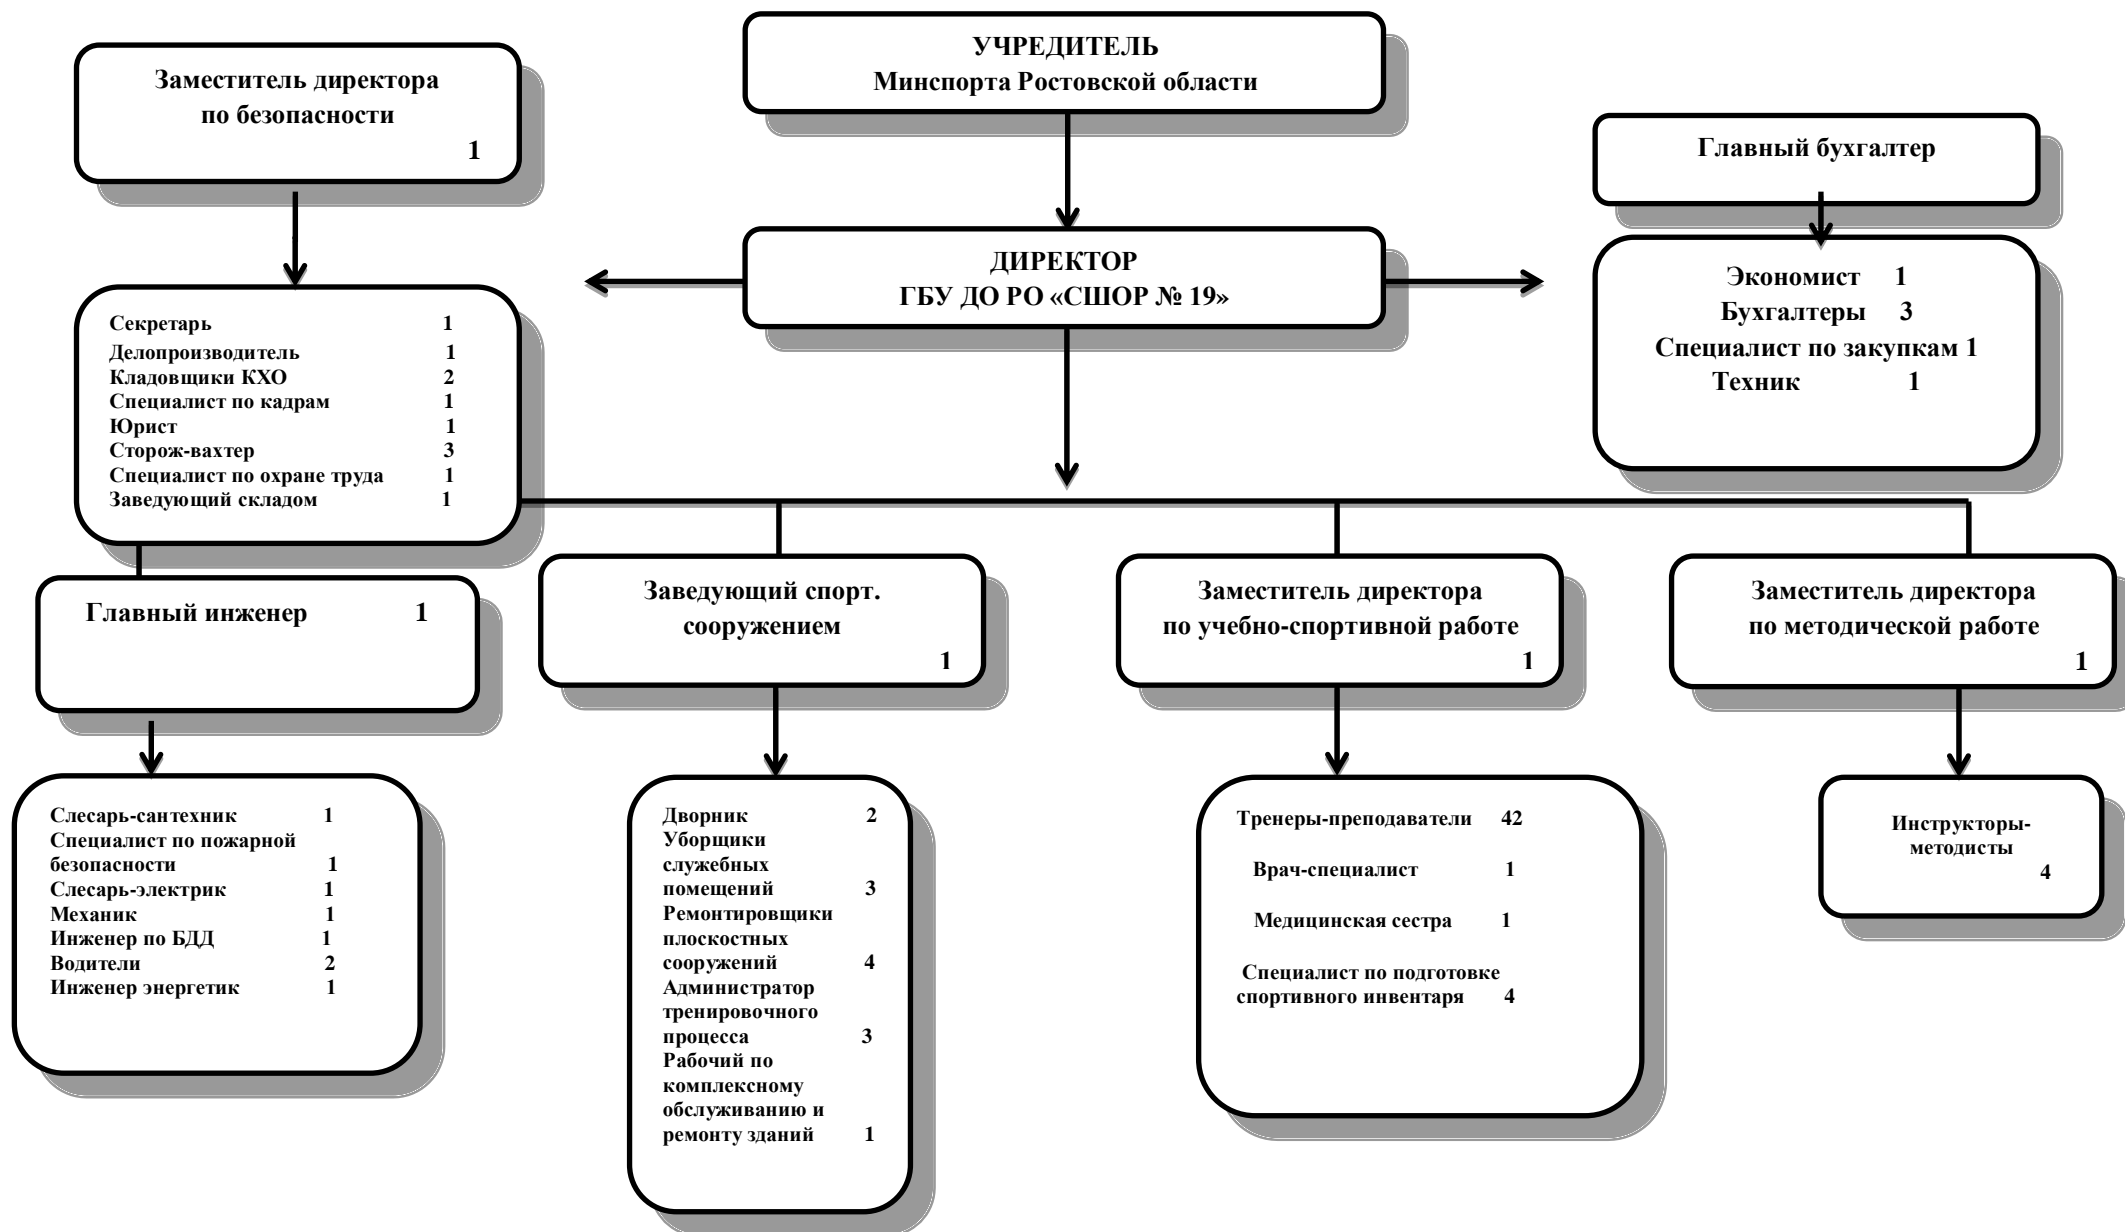 УЧРЕДИТЕЛЬ
Минспорта Ростовской области
Заместитель директора
по безопасности
1
Главный бухгалтер
ДИРЕКТОР
ГБУ ДО РО «СШОР № 19»
Экономист 1
Бухгалтеры 3
Специалист по закупкам 1
Техник 1
Секретарь 1
Делопроизводитель 1
Кладовщики КХО 2
Специалист по кадрам 1
Юрист 1
Сторож-вахтер 3
Специалист по охране труда 1
Заведующий складом 1
Главный инженер 1
Заведующий спорт.
сооружением
1
Заместитель директора
по учебно-спортивной работе
1
Заместитель директора
по методической работе
1
Слесарь-сантехник 1
Специалист по пожарной
безопасности 1
Слесарь-электрик 1
Механик 1
Инженер по БДД 1
Водители 2
Инженер энергетик 1
Дворник 2
Уборщики
служебных
помещений 3
Ремонтировщики
плоскостных
сооружений 4
Администратор
тренировочного
процесса 3
Рабочий по
комплексному
обслуживанию и
ремонту зданий 1
Тренеры-преподаватели 42
Врач-специалист 1
Медицинская сестра 1
Специалист по подготовке
спортивного инвентаря 4
Инструкторы-
методисты
4